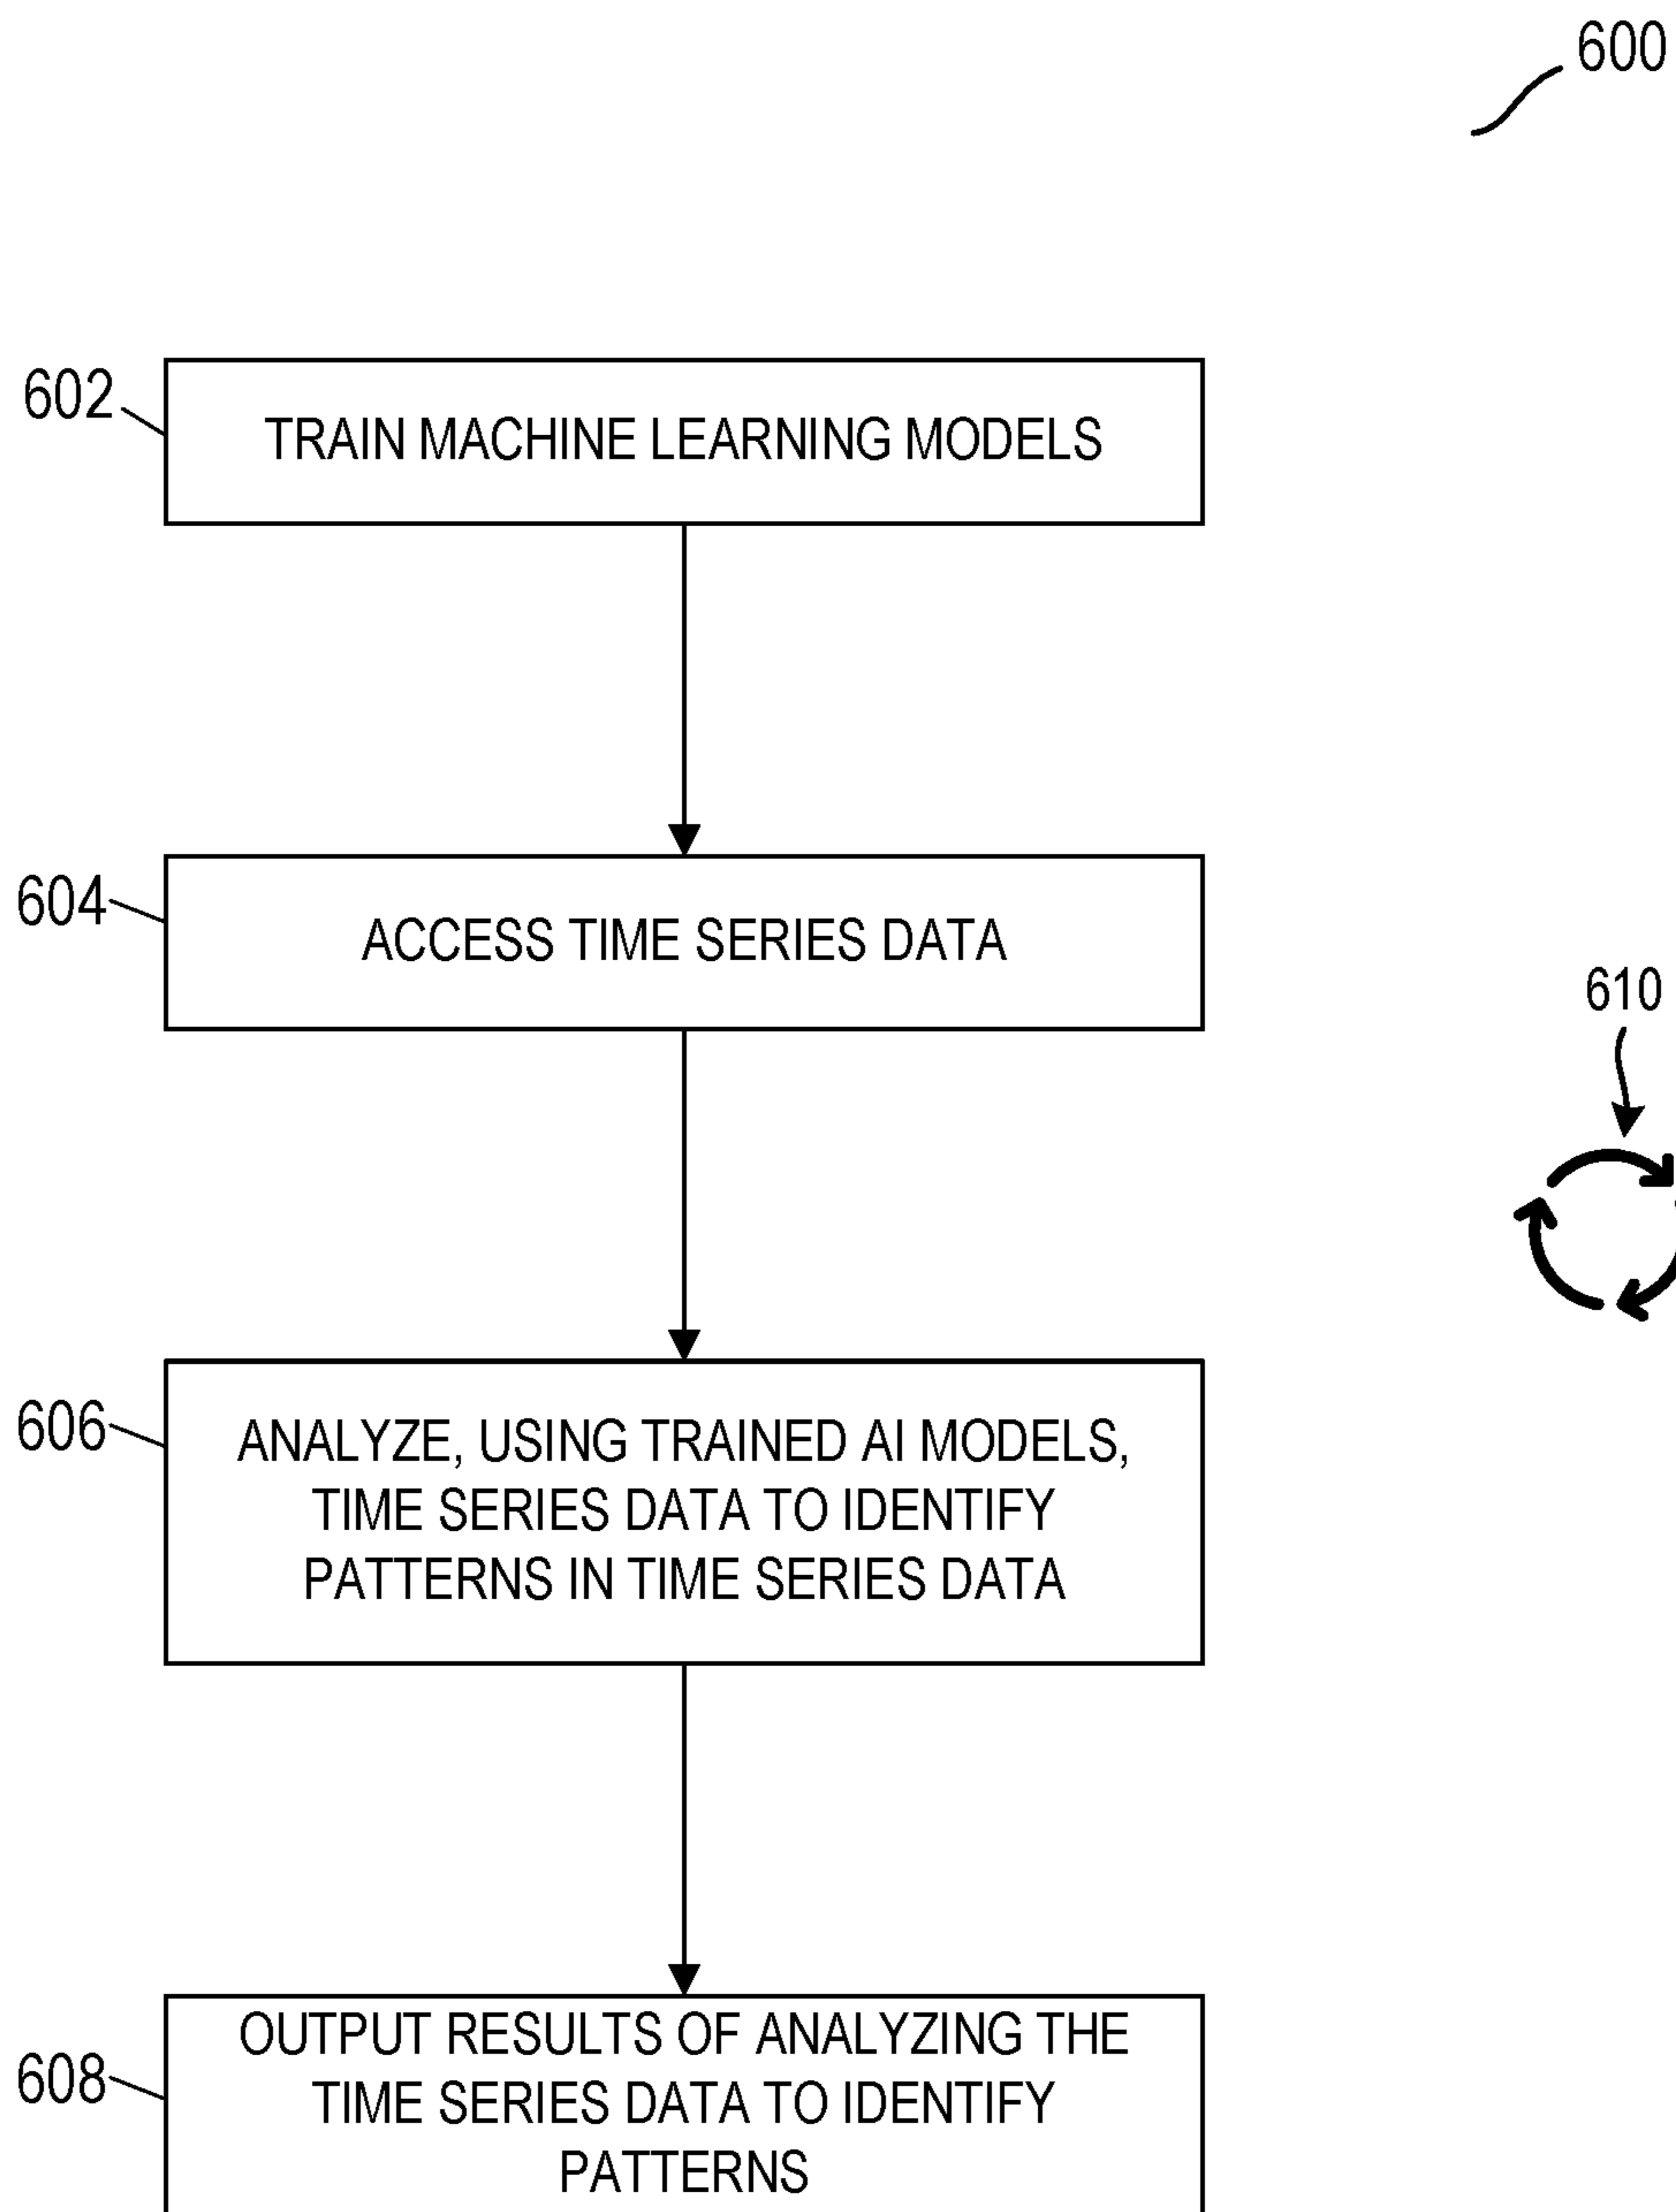 600
602
TRAIN MACHINE LEARNING MODELS
604
ACCESS TIME SERIES DATA
610
606
ANALYZE, USING TRAINED AI MODELS,
TIME SERIES DATA TO IDENTIFY
PATTERNS IN TIME SERIES DATA
608
OUTPUT RESULTS OF ANALYZING THE
TIME SERIES DATA TO IDENTIFY
PATTERNS